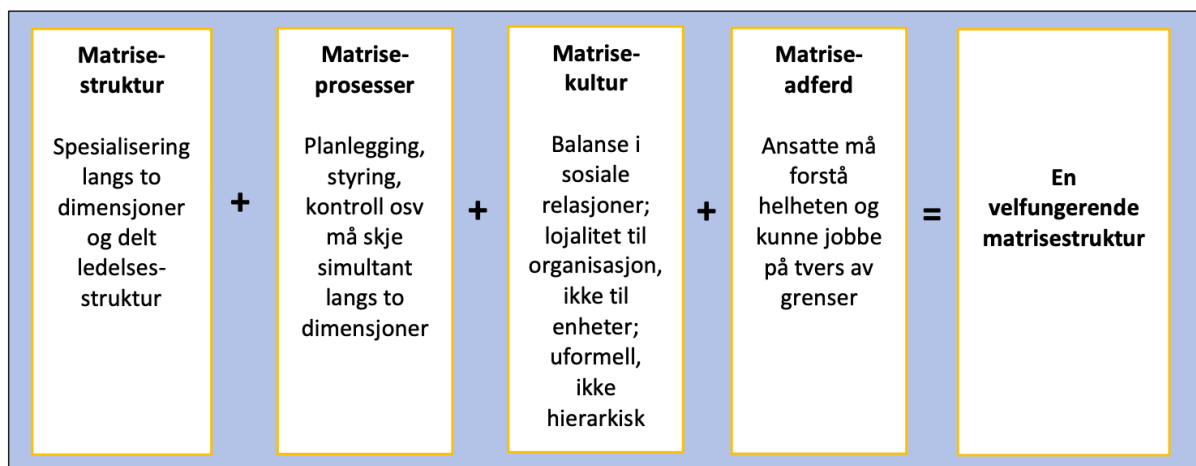 Matrise-
struktur
Spesialisering
langs to
dimensjoner
og delt
ledelses-
struktur
+
Matrise-
prosesser
Planlegging,
styring,
kontroll osv
må skje
simultant
langs to
dimensjoner
+
Matrise-
kultur
Balanse i
sosiale
relasjoner;
lojalitet til
organisasjon,
ikke til
enheter;
uformell,
ikke
hierarkisk
+
Matrise-
adferd
Ansatte må
forstå
helheten og
kunne jobbe
på tvers av
grenser
=
En
velfungerende
matrisestruktur